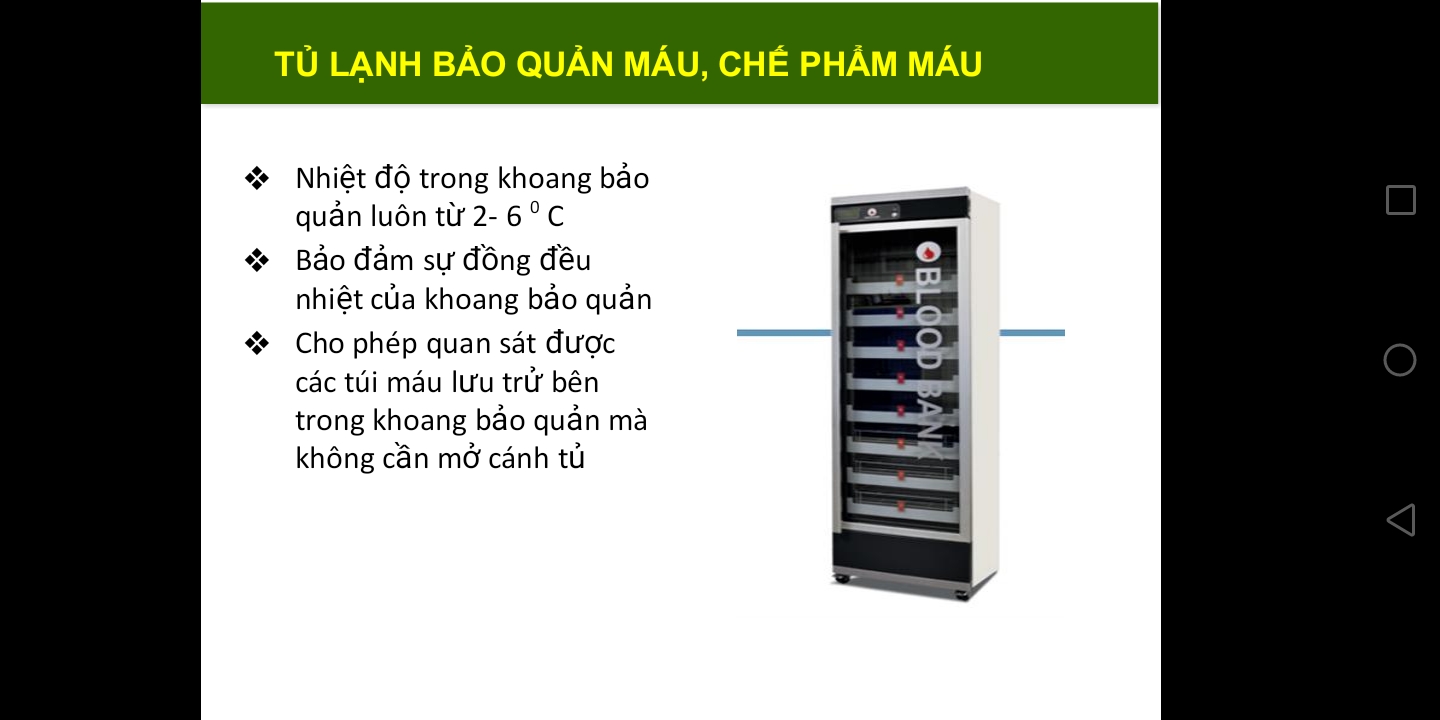 TỦ LẠNH BẢO QUẢN MÁU, CHẾ PHẨM MÁU
❖ Nhiệt độ trong khoang bảo
quản luôn từ 2- 6 ⁰ C
❖ Bảo đảm sự đồng đều
nhiệt của khoang bảo quản
❖ Cho phép quan sát được
các túi máu lưu trử bên
trong khoang bảo quản mà
không cần mở cánh tủ
BLOOD BANK